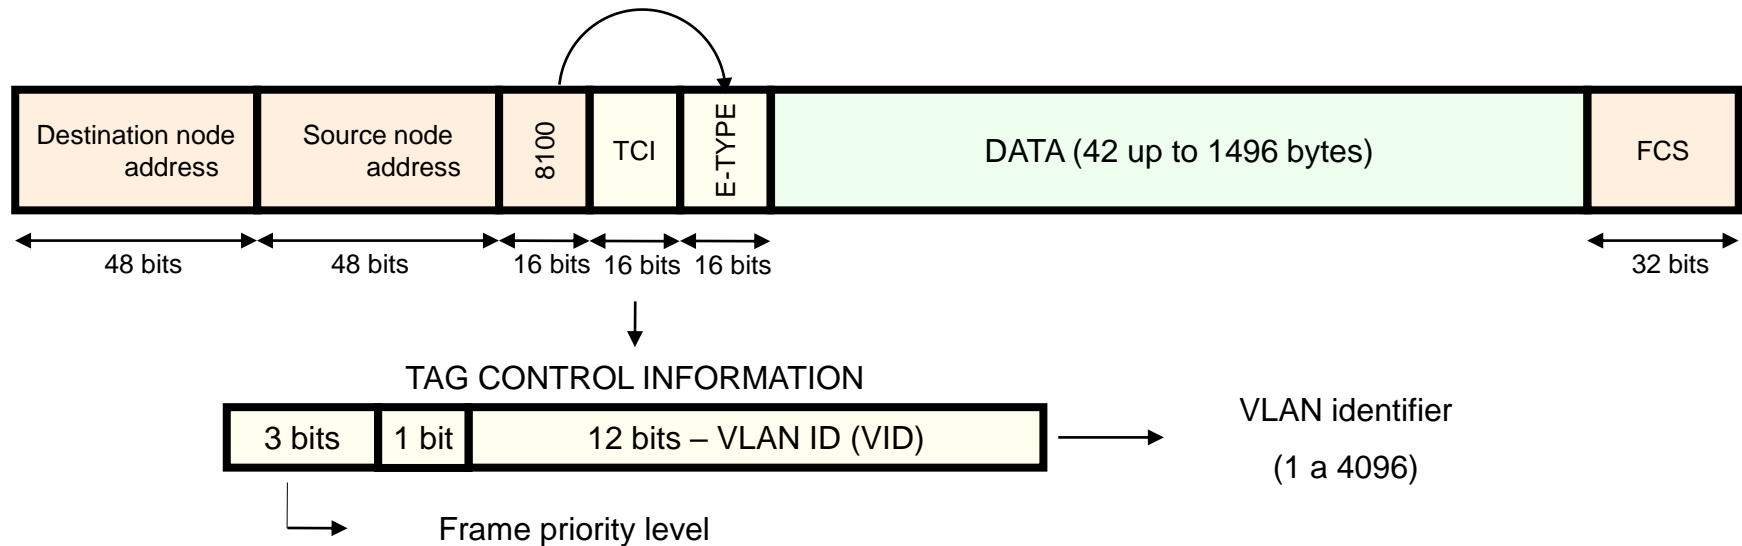 Destination node
address
Source node
address
8100
TCI
E-TYPE
DATA (42 up to 1496 bytes)
FCS
48 bits
48 bits
16 bits
16 bits
16 bits
32 bits
TAG CONTROL INFORMATION
3 bits
1 bit
12 bits – VLAN ID (VID)
VLAN identifier
(1 a 4096)
Frame priority level